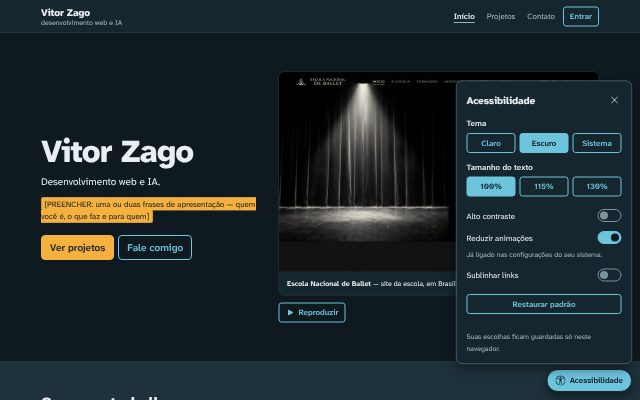 Vitor Zago
desenvolvimento web e IA
Início Projetos Contato Entrar
ESCOLA NACIONAL
DE BALLET
INÍCIO A ESCOLA FORMAÇÃO
Vitor Zago
Desenvolvimento web e IA.
[PREENCHER: uma ou duas frases de apresentação — quem
você é, o que faz e para quem]
Ver projetos Fale comigo
Escola Nacional de Ballet — site da escola, em Brasíl
Reproduzir
Acessibilidade
Tema
Claro Escuro Sistema
Tamanho do texto
100% 115% 130%
Alto contraste
Reduzir animações
Já ligado nas configurações do seu sistema.
Sublinhar links
Restaurar padrão
Suas escolhas ficam guardadas só neste
navegador.
Acessibilidade